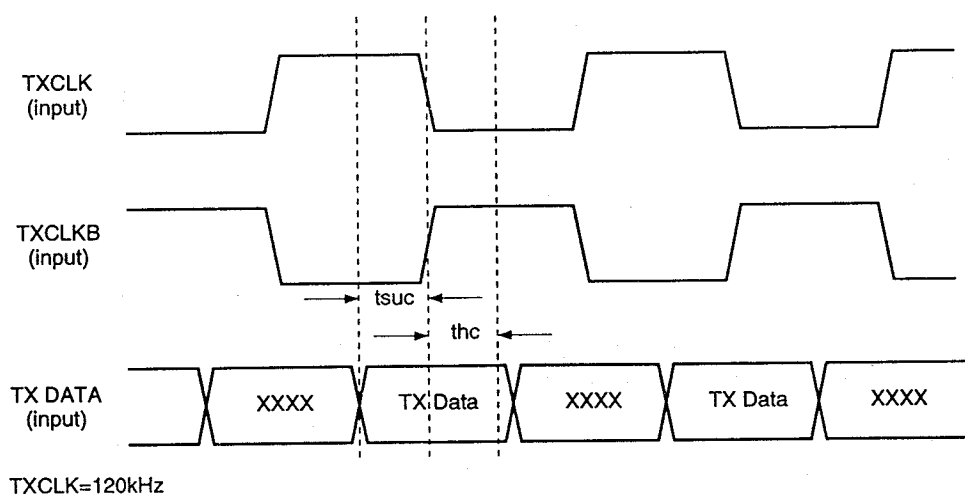 TXCLK
(input)
TXCLKB
(input)
tsuc
thc
TX DATA
(input)
XXXX
TX Data
XXXX
TX Data
XXXX
TXCLK=120kHz